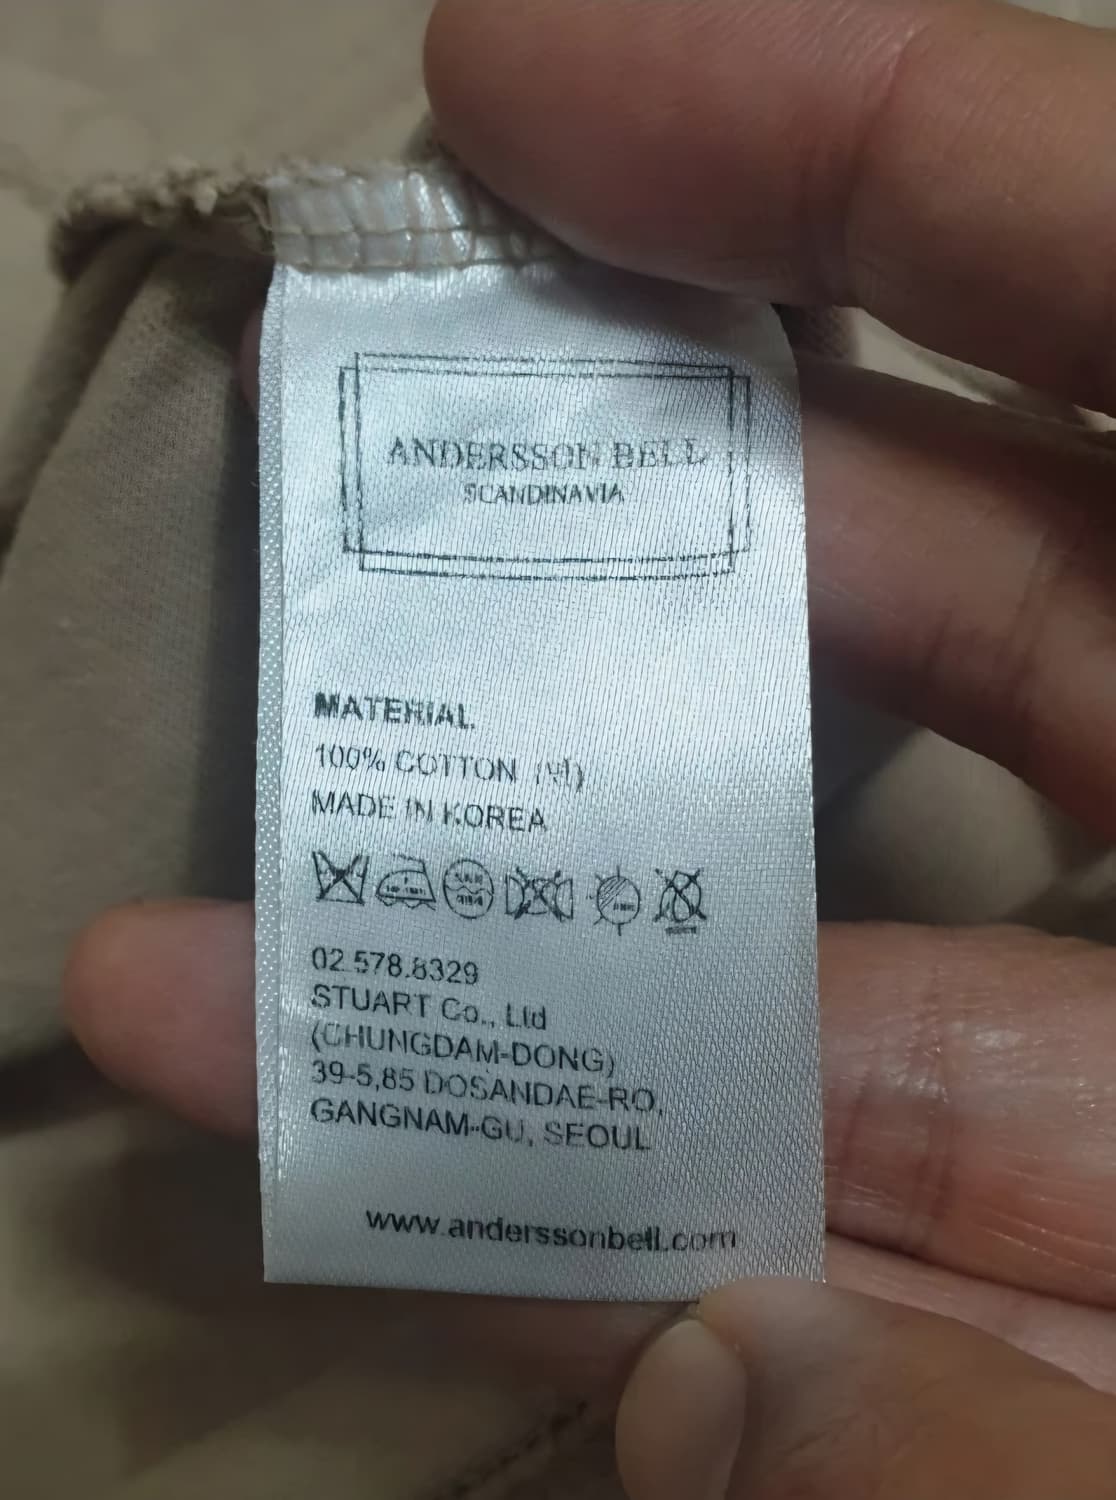 ANDERSSON BELL
SCANDINAVIA
MATERIAL
100% COTTON (면)
MADE IN KOREA
02.578.8329
STUART Co., Ltd
(CHUNGDAM-DONG)
39-5,85 DOSANDAE-RO,
GANGNAM-GU, SEOUL
www.anderssonbell.com